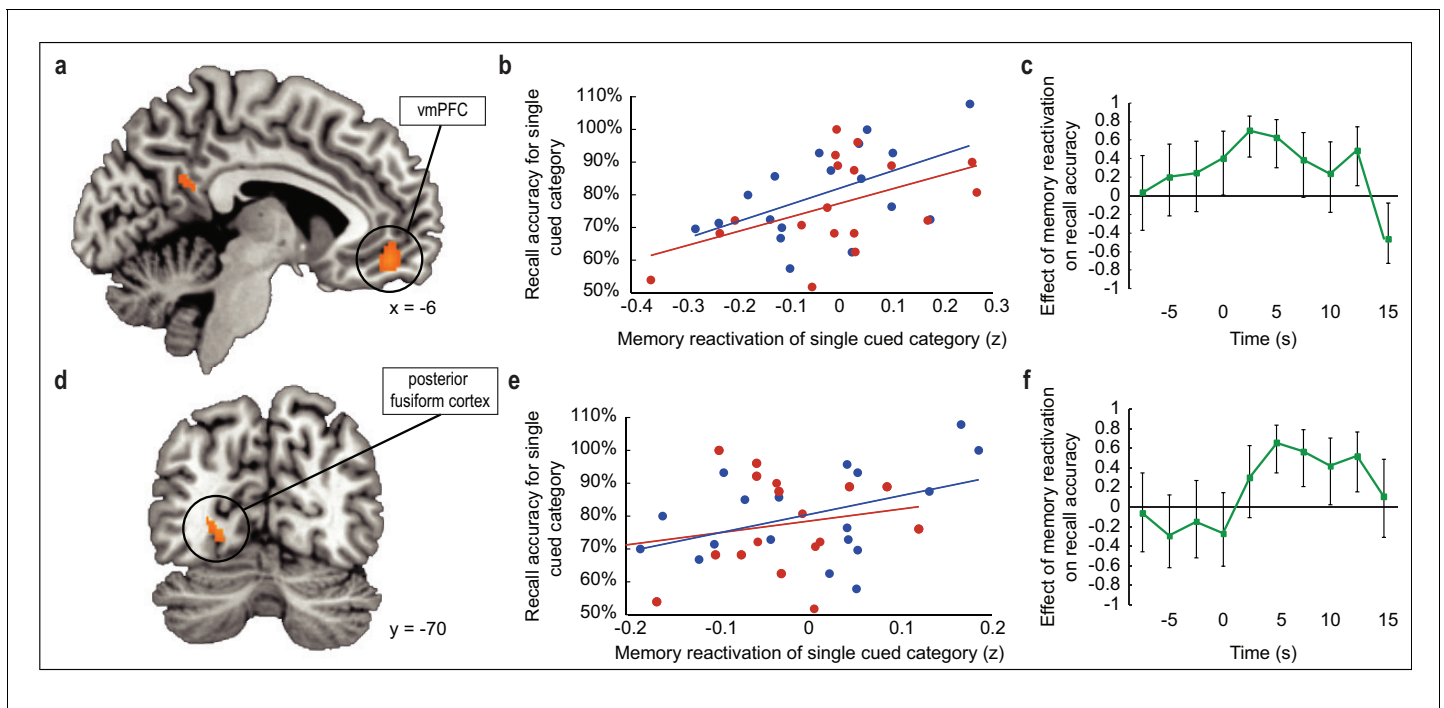 a
vmPFC
x = -6
b
Recall accuracy for single
cued category
110%
100%
90%
80%
70%
60%
50%
-0.4
-0.3
-0.2
-0.1
0
0.1
0.2
0.3
Memory reactivation of single cued category (z)
c
Effect of memory reactivation
on recall accuracy
1
0.8
0.6
0.4
0.2
0
-0.2
-0.4
-0.6
-0.8
-1
-5
0
5
10
15
Time (s)
d
posterior
fusiform cortex
y = -70
e
Recall accuracy for single
cued category
110%
100%
90%
80%
70%
60%
50%
-0.2
-0.1
0
0.1
0.2
Memory reactivation of single cued category (z)
f
Effect of memory reactivation
on recall accuracy
1
0.8
0.6
0.4
0.2
0
-0.2
-0.4
-0.6
-0.8
-1
-5
0
5
10
15
Time (s)